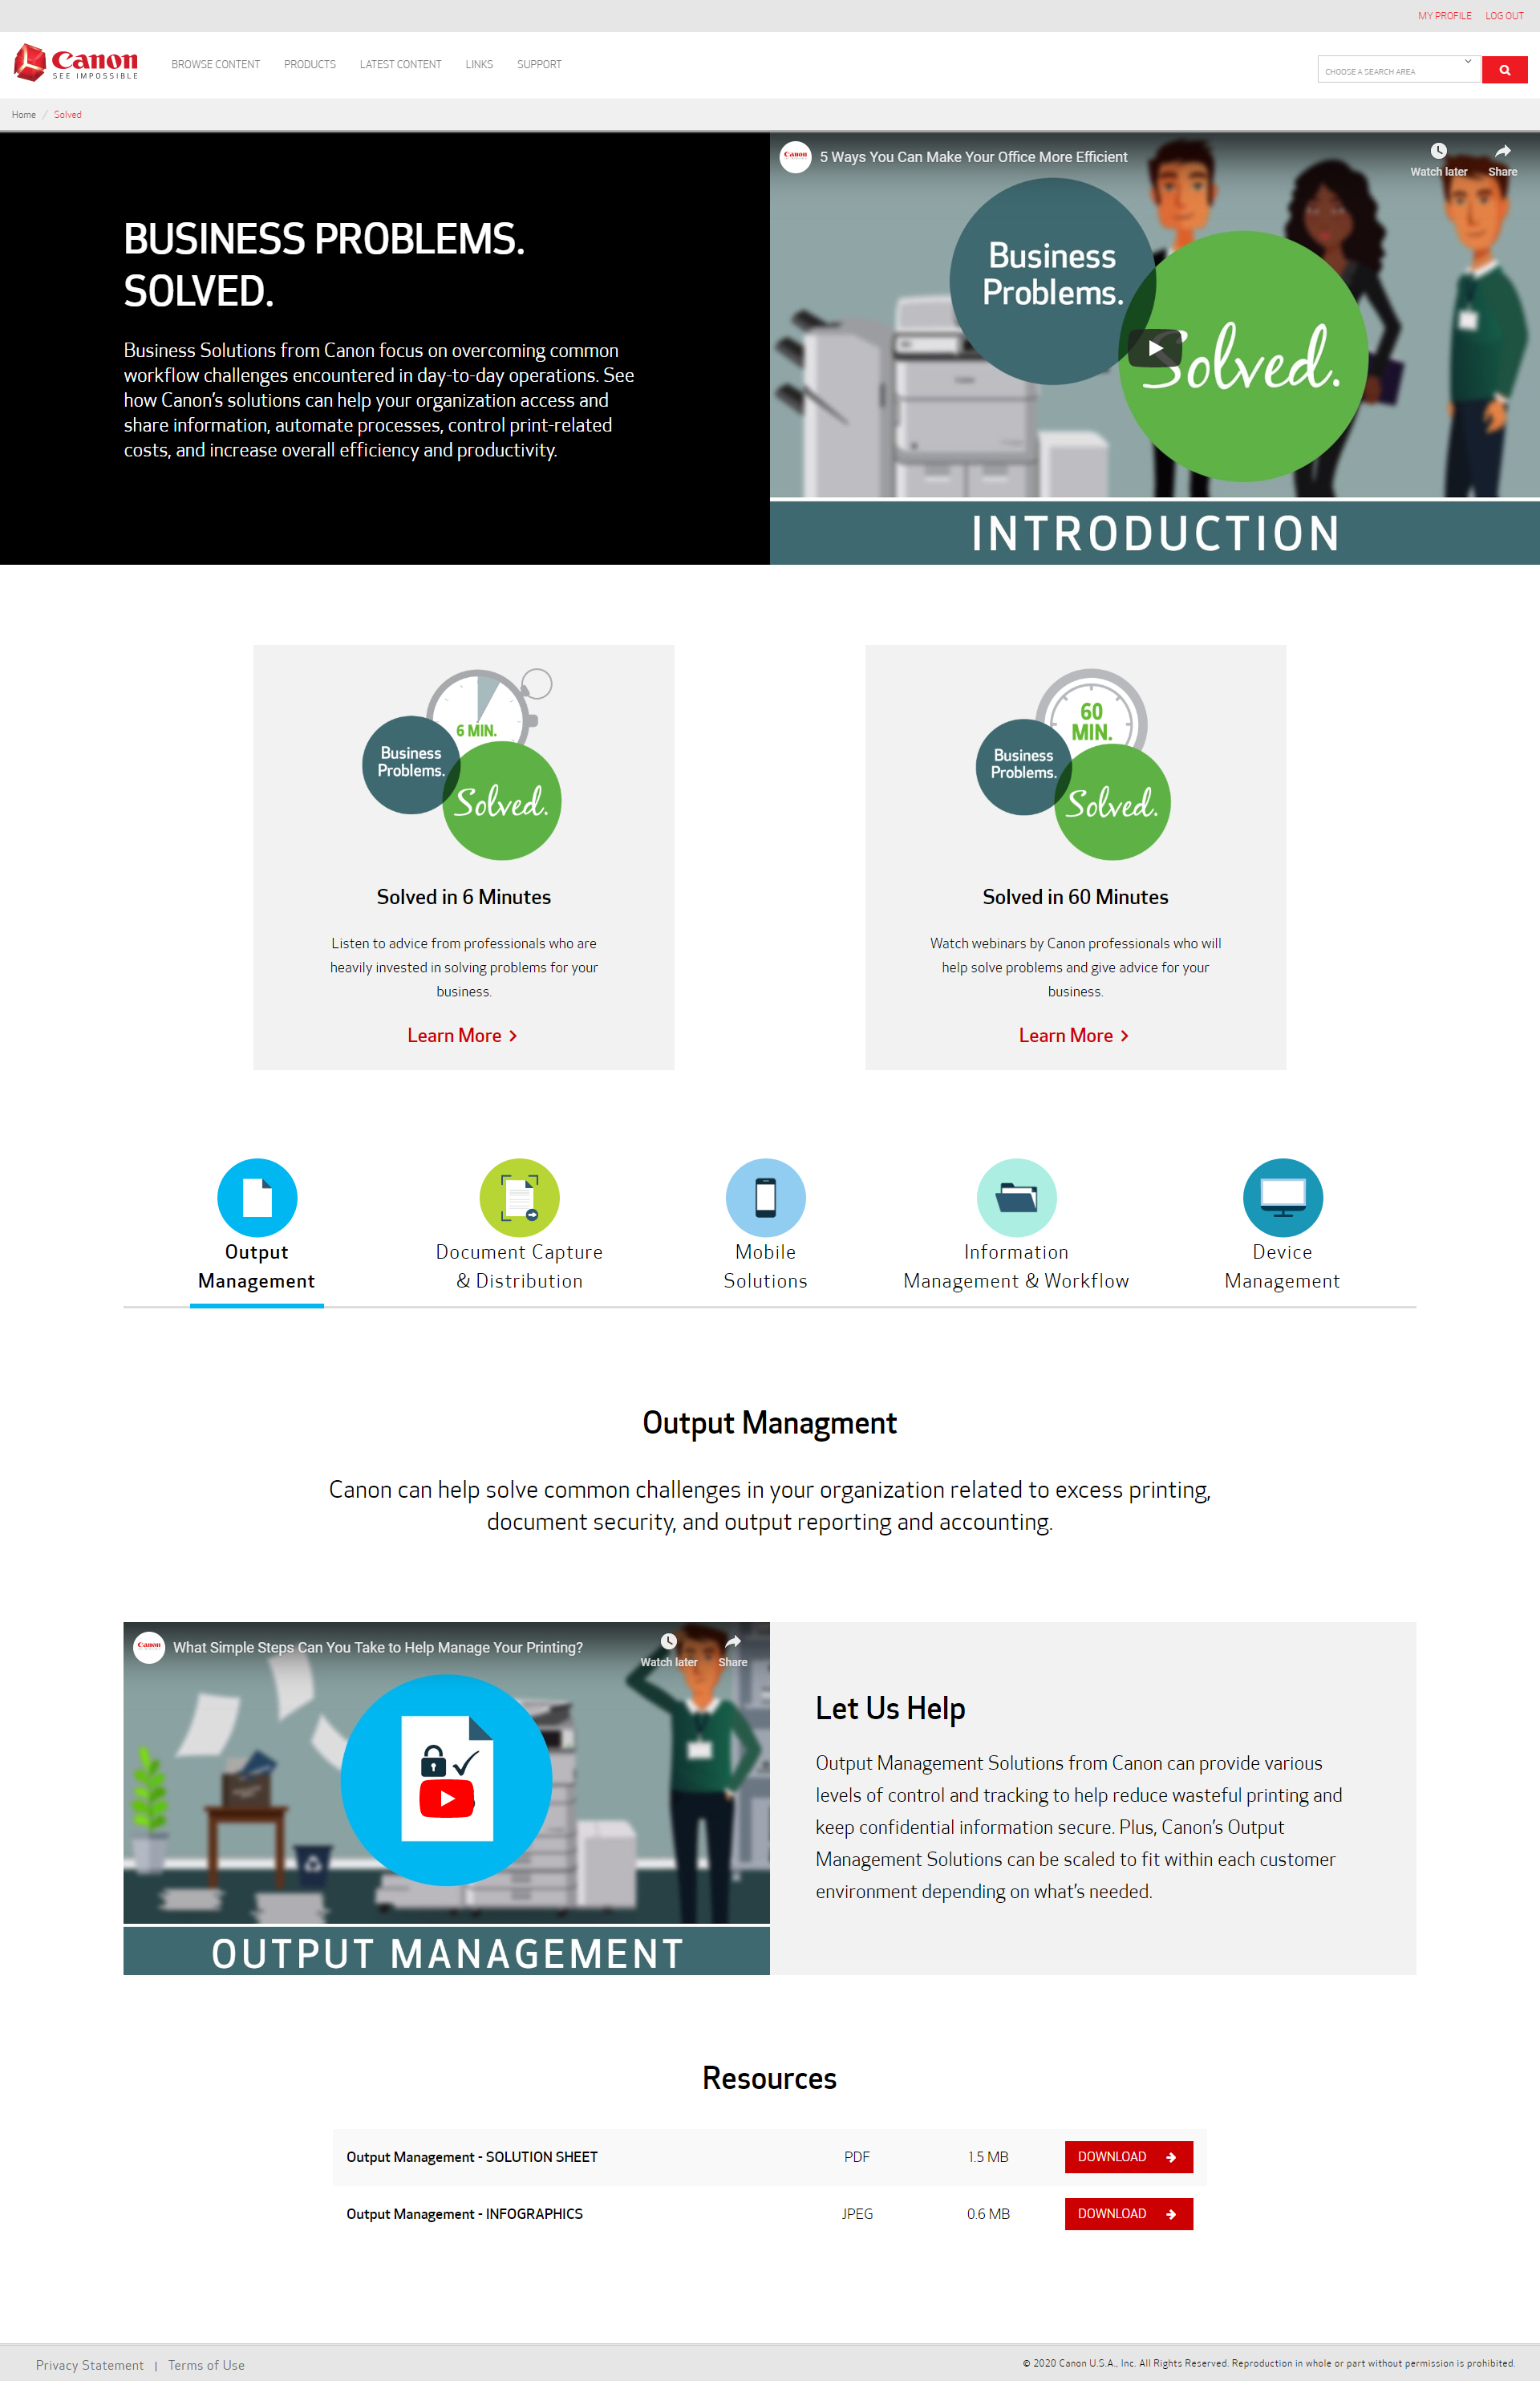 MY PROFILE LOG OUT
Canon
SEE IMPOSSIBLE
BROWSE CONTENT PRODUCTS LATEST CONTENT LINKS SUPPORT
CHOOSE A SEARCH AREA
Home / Solved
BUSINESS PROBLEMS.
SOLVED.
Business Solutions from Canon focus on overcoming common
workflow challenges encountered in day-to-day operations. See
how Canon's solutions can help your organization access and
share information, automate processes, control print-related
costs, and increase overall efficiency and productivity.
Canon
5 Ways You Can Make Your Office More Efficient
Watch later Share
Business
Problems.
Solved.
INTRODUCTION
6 MIN.
Business
Problems.
Solved.
Solved in 6 Minutes
Listen to advice from professionals who are
heavily invested in solving problems for your
business.
Learn More
60
MIN.
Business
Problems.
Solved.
Solved in 60 Minutes
Watch webinars by Canon professionals who will
help solve problems and give advice for your
business.
Learn More
Output
Management
Document Capture
& Distribution
Mobile
Solutions
Information
Management & Workflow
Device
Management
Output Managment
Canon can help solve common challenges in your organization related to excess printing,
document security, and output reporting and accounting.
Canon
What Simple Steps Can You Take to Help Manage Your Printing?
Watch later Share
OUTPUT MANAGEMENT
Let Us Help
Output Management Solutions from Canon can provide various
levels of control and tracking to help reduce wasteful printing and
keep confidential information secure. Plus, Canon's Output
Management Solutions can be scaled to fit within each customer
environment depending on what's needed.
Resources
Output Management - SOLUTION SHEET PDF 1.5 MB DOWNLOAD
Output Management - INFOGRAPHICS JPEG 0.6 MB DOWNLOAD
Privacy Statement | Terms of Use
© 2020 Canon U.S.A., Inc. All Rights Reserved. Reproduction in whole or part without permission is prohibited.